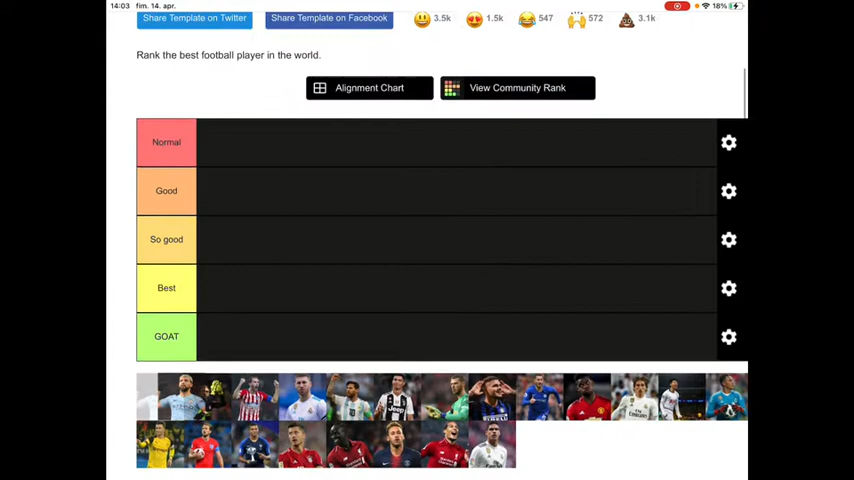 14:03 fim. 14. apr. 18%
Share Template on Twitter Share Template on Facebook 3.5k 1.5k 547 572 3.1k
Rank the best football player in the world.
Alignment Chart View Community Rank
Normal
Good
So good
Best
GOAT
Jeep
PIRELLI